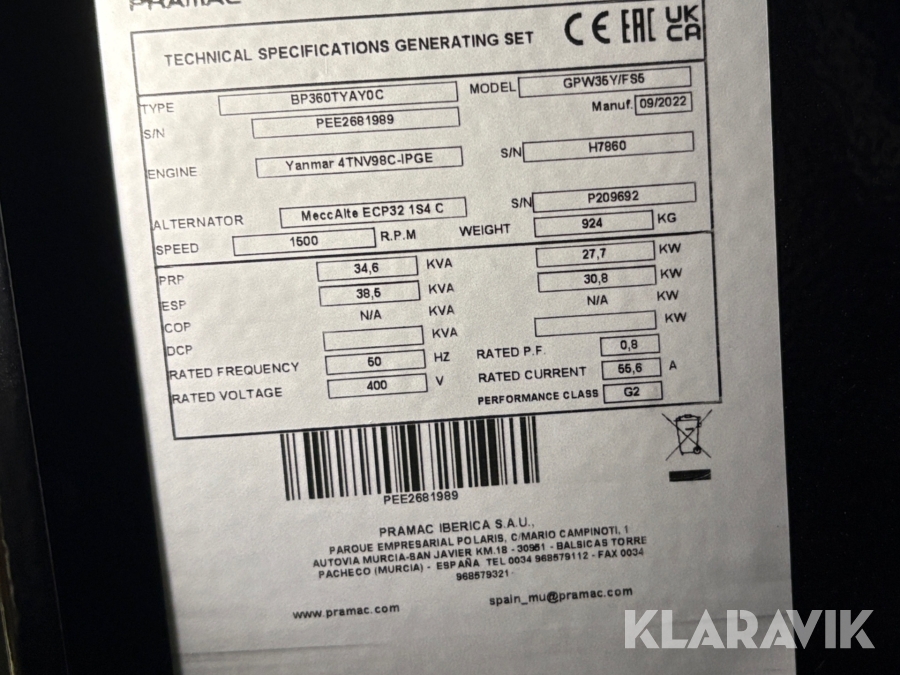 PRAMAC
TECHNICAL SPECIFICATIONS GENERATING SET CE EAC UKCA
TYPE BP360TYAY0C MODEL GPW35Y/FS5
S/N PEE2681989 Manuf. 09/2022
ENGINE Yanmar 4TNV98C-IPGE S/N H7860
ALTERNATOR MeccAlte ECP32 1S4 C S/N P209692
SPEED 1500 R.P.M WEIGHT 924 KG
PRP 34,6 KVA 27,7 KW
ESP 38,5 KVA 30,8 KW
COP N/A KVA N/A KW
DCP KVA KW
RATED FREQUENCY 50 HZ RATED P.F. 0,8
RATED VOLTAGE 400 V RATED CURRENT 55,6 A
PERFORMANCE CLASS G2
PEE2681989
PRAMAC IBERICA S.A.U.,
PARQUE EMPRESARIAL POLARIS, C/MARIO CAMPINOTI, 1
AUTOVIA MURCIA-SAN JAVIER KM.18 - 30591 - BALSICAS TORRE
PACHECO (MURCIA) - ESPAÑA TEL 0034 968579112 - FAX 0034
968579321
www.pramac.com spain_mu@pramac.com
KLARAVIK